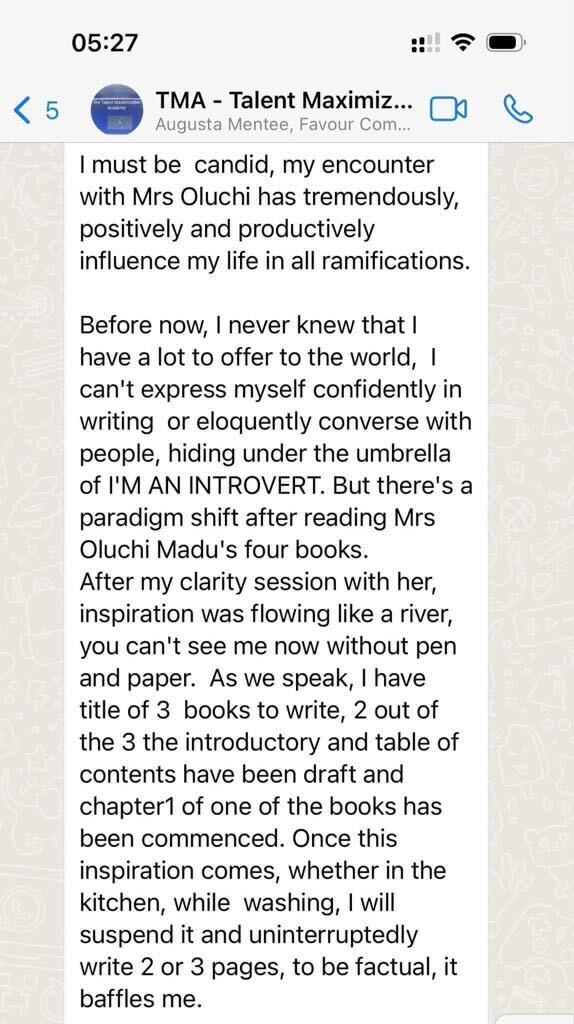 05:27
5
TMA - Talent Maximiz...
Augusta Mentee, Favour Com...
I must be  candid, my encounter
with Mrs Oluchi has tremendously,
positively and productively
influence my life in all ramifications.
Before now, I never knew that I
have a lot to offer to the world,  I
can't express myself confidently in
writing  or eloquently converse with
people, hiding under the umbrella
of I'M AN INTROVERT. But there's a
paradigm shift after reading Mrs
Oluchi Madu's four books.
After my clarity session with her,
inspiration was flowing like a river,
you can't see me now without pen
and paper.  As we speak, I have
title of 3  books to write, 2 out of
the 3 the introductory and table of
contents have been draft and
chapter1 of one of the books has
been commenced. Once this
inspiration comes, whether in the
kitchen, while  washing, I will
suspend it and uninterruptedly
write 2 or 3 pages, to be factual, it
baffles me.